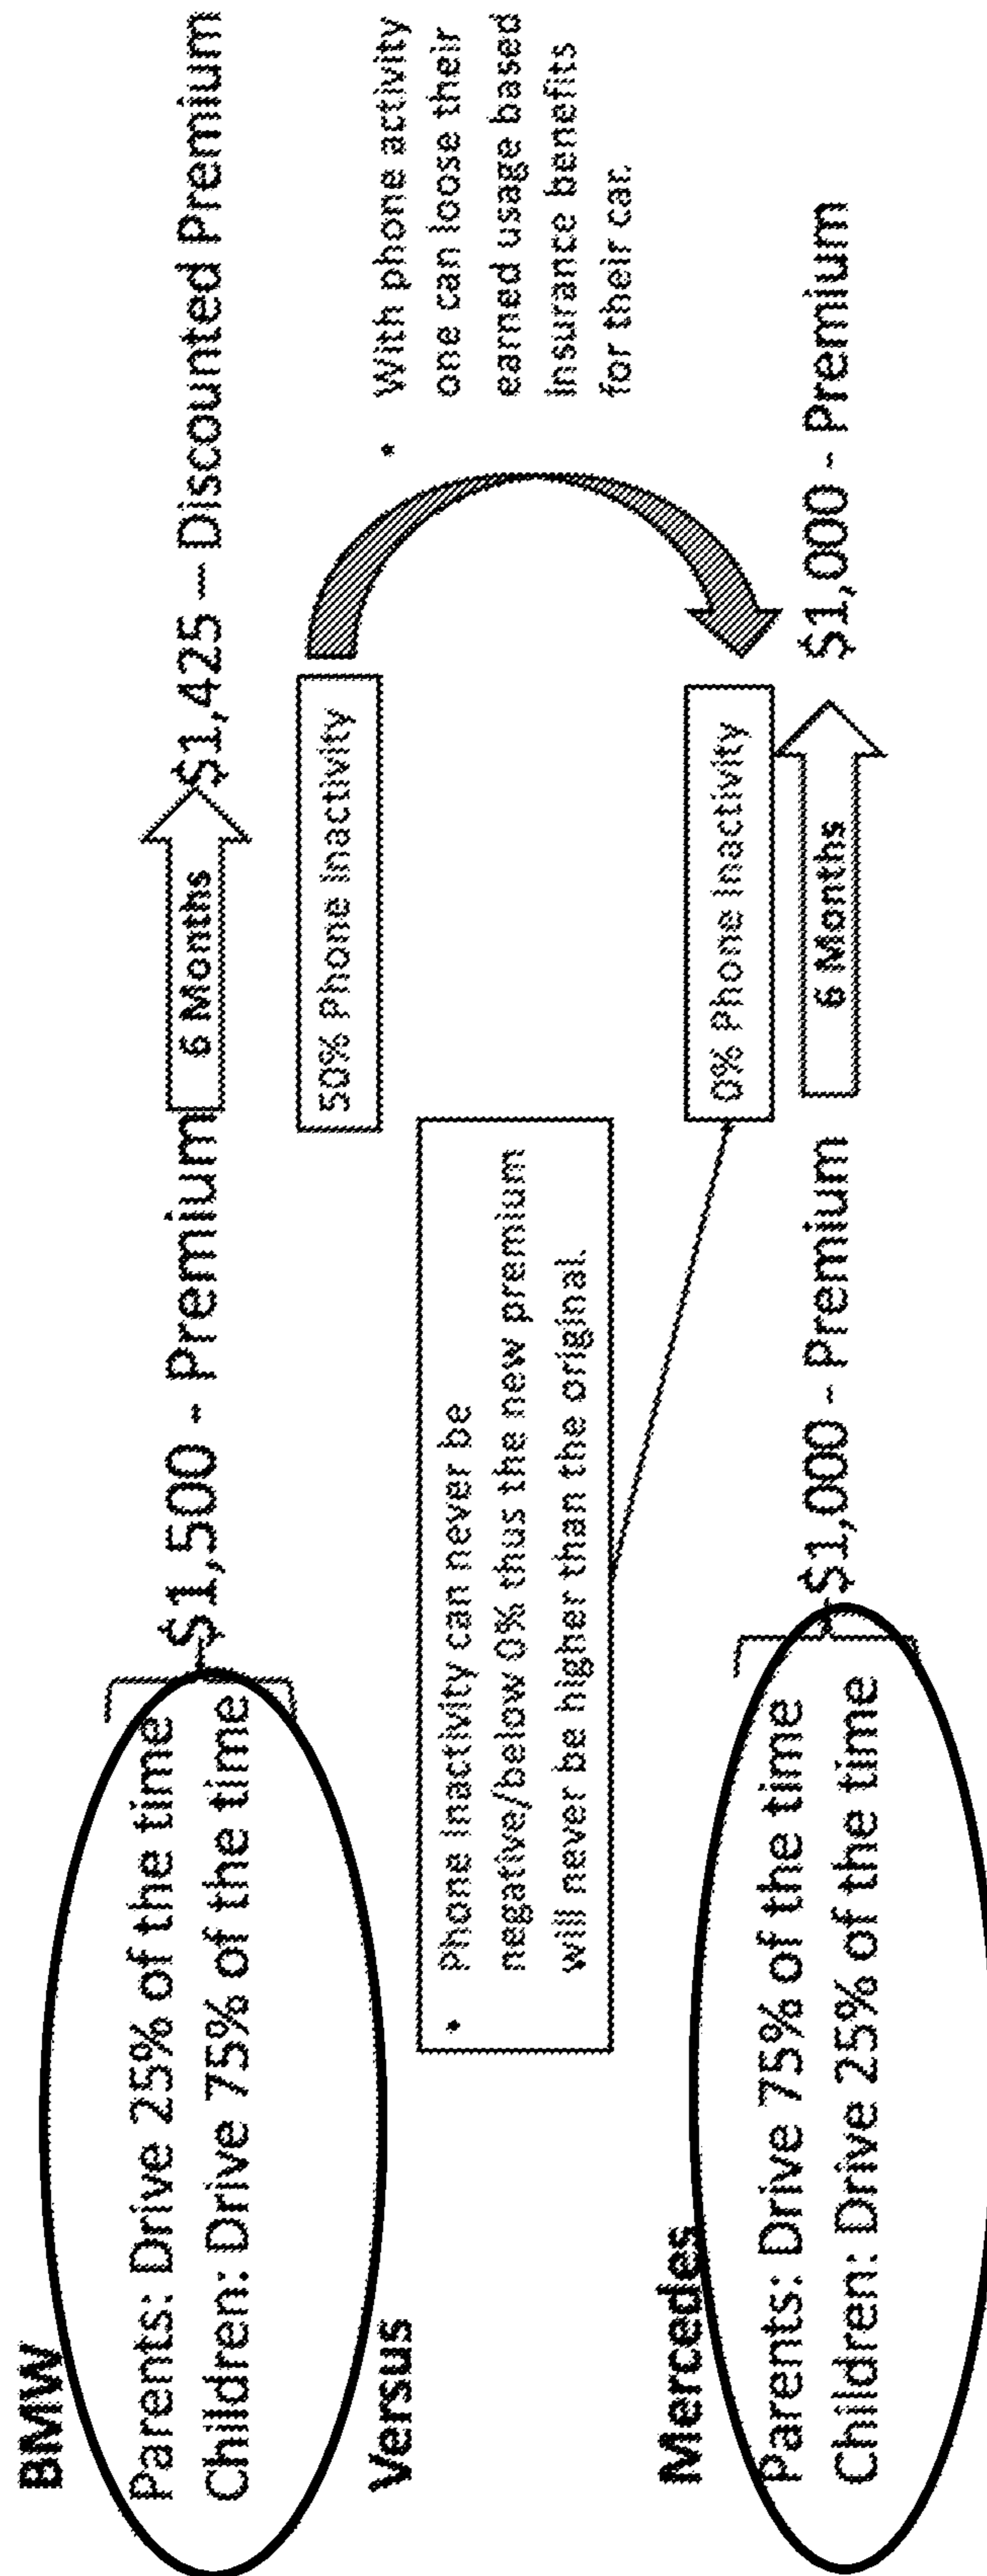 BMW
Parents: Drive 25% of the time
Children: Drive 75% of the time
$1,500 - Premium
6 Months
$1,425 — Discounted Premium
50% Phone Inactivity
* With phone activity
one can loose their
earned usage based
insurance benefits
for their car.
Versus
* Phone Inactivity can never be
negative/below 0% thus the new premium
will never be higher than the original.
0% Phone Inactivity
Mercedes
Parents: Drive 75% of the time
Children: Drive 25% of the time
$1,000 - Premium
6 Months
$1,000 - Premium